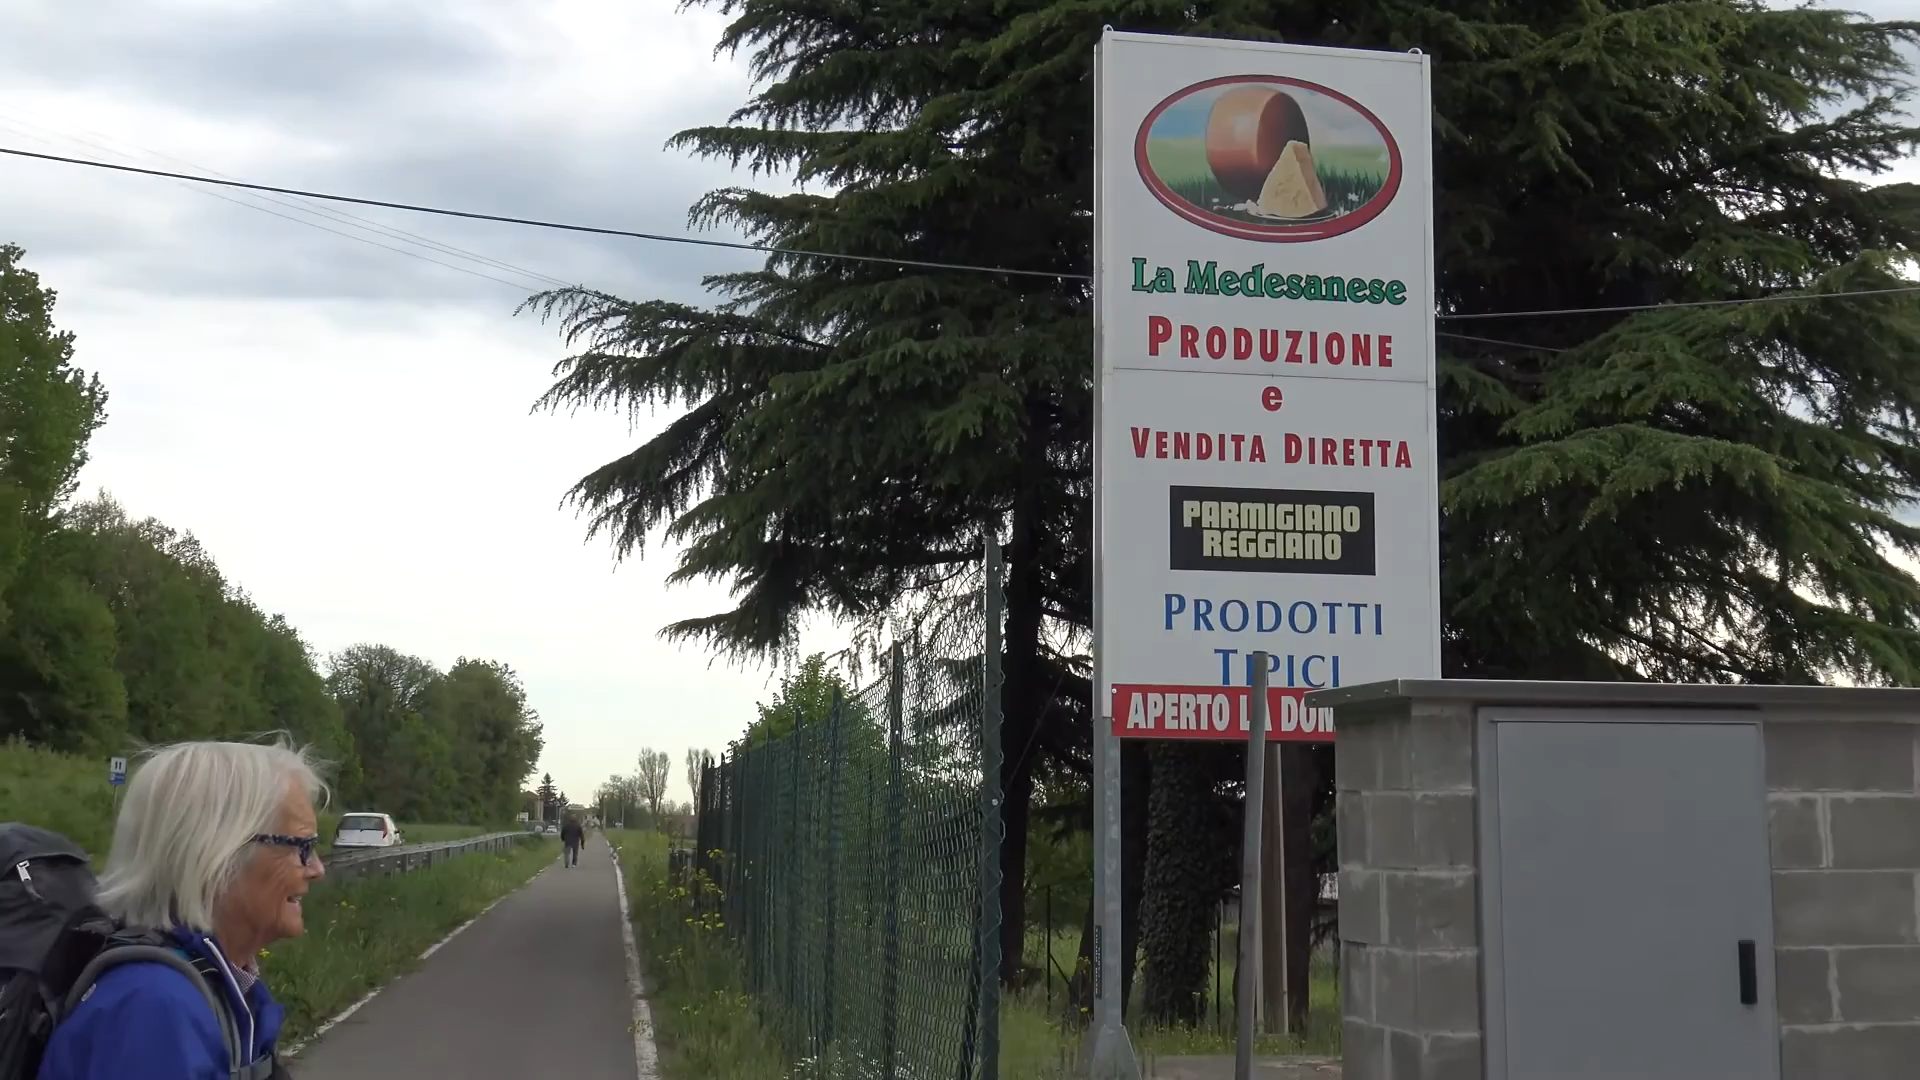 La Medesanese
PRODUZIONE
e
VENDITA DIRETTA
PARMIGIANO
REGGIANO
PRODOTTI
TIPICI
APERTO LA DOM